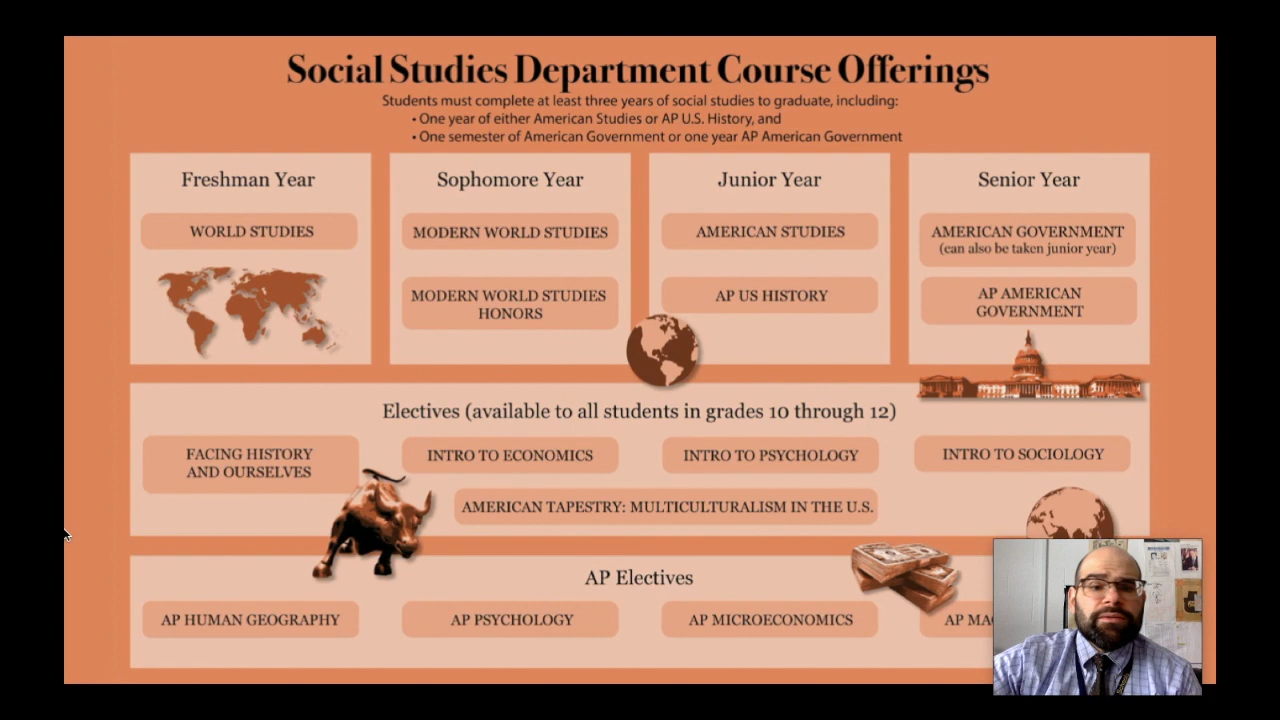 Social Studies Department Course Offerings
Students must complete at least three years of social studies to graduate, including:
• One year of either American Studies or AP U.S. History, and
• One semester of American Government or one year AP American Government
Freshman Year
WORLD STUDIES
Sophomore Year
MODERN WORLD STUDIES
MODERN WORLD STUDIES
HONORS
Junior Year
AMERICAN STUDIES
AP US HISTORY
Senior Year
AMERICAN GOVERNMENT
(can also be taken junior year)
AP AMERICAN
GOVERNMENT
Electives (available to all students in grades 10 through 12)
FACING HISTORY
AND OURSELVES
INTRO TO ECONOMICS
INTRO TO PSYCHOLOGY
INTRO TO SOCIOLOGY
AMERICAN TAPESTRY: MULTICULTURALISM IN THE U.S.
AP Electives
AP HUMAN GEOGRAPHY
AP PSYCHOLOGY
AP MICROECONOMICS
AP